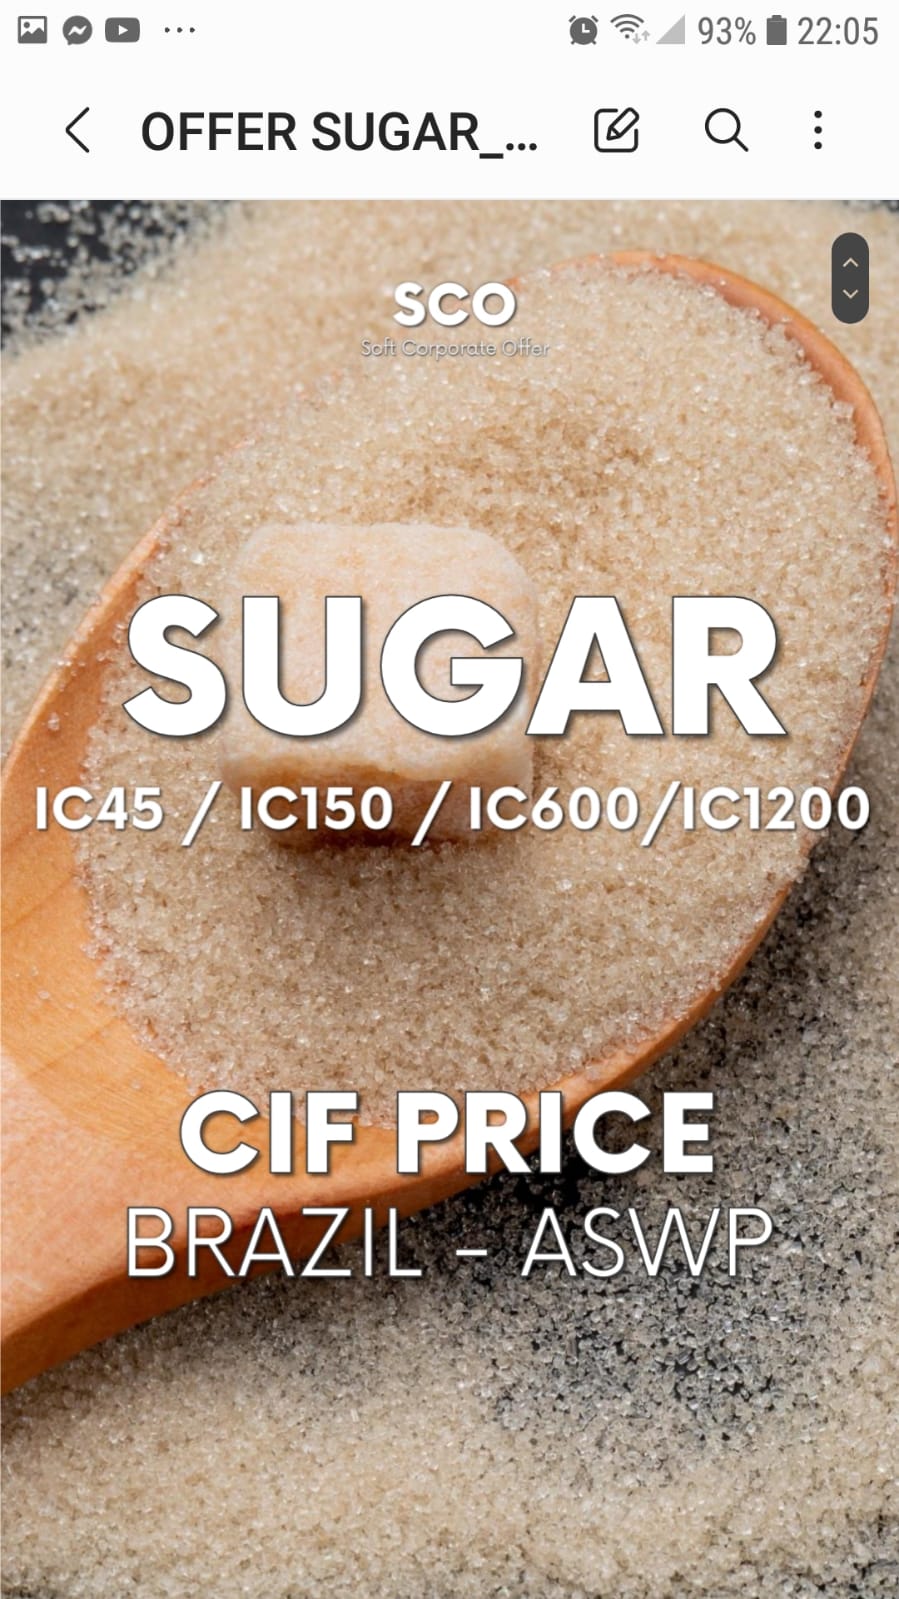 93% 22:05
OFFER SUGAR_...
SCO
Soft Corporate Offer
SUGAR
IC45 / IC150 / IC600/IC1200
CIF PRICE
BRAZIL - ASWP